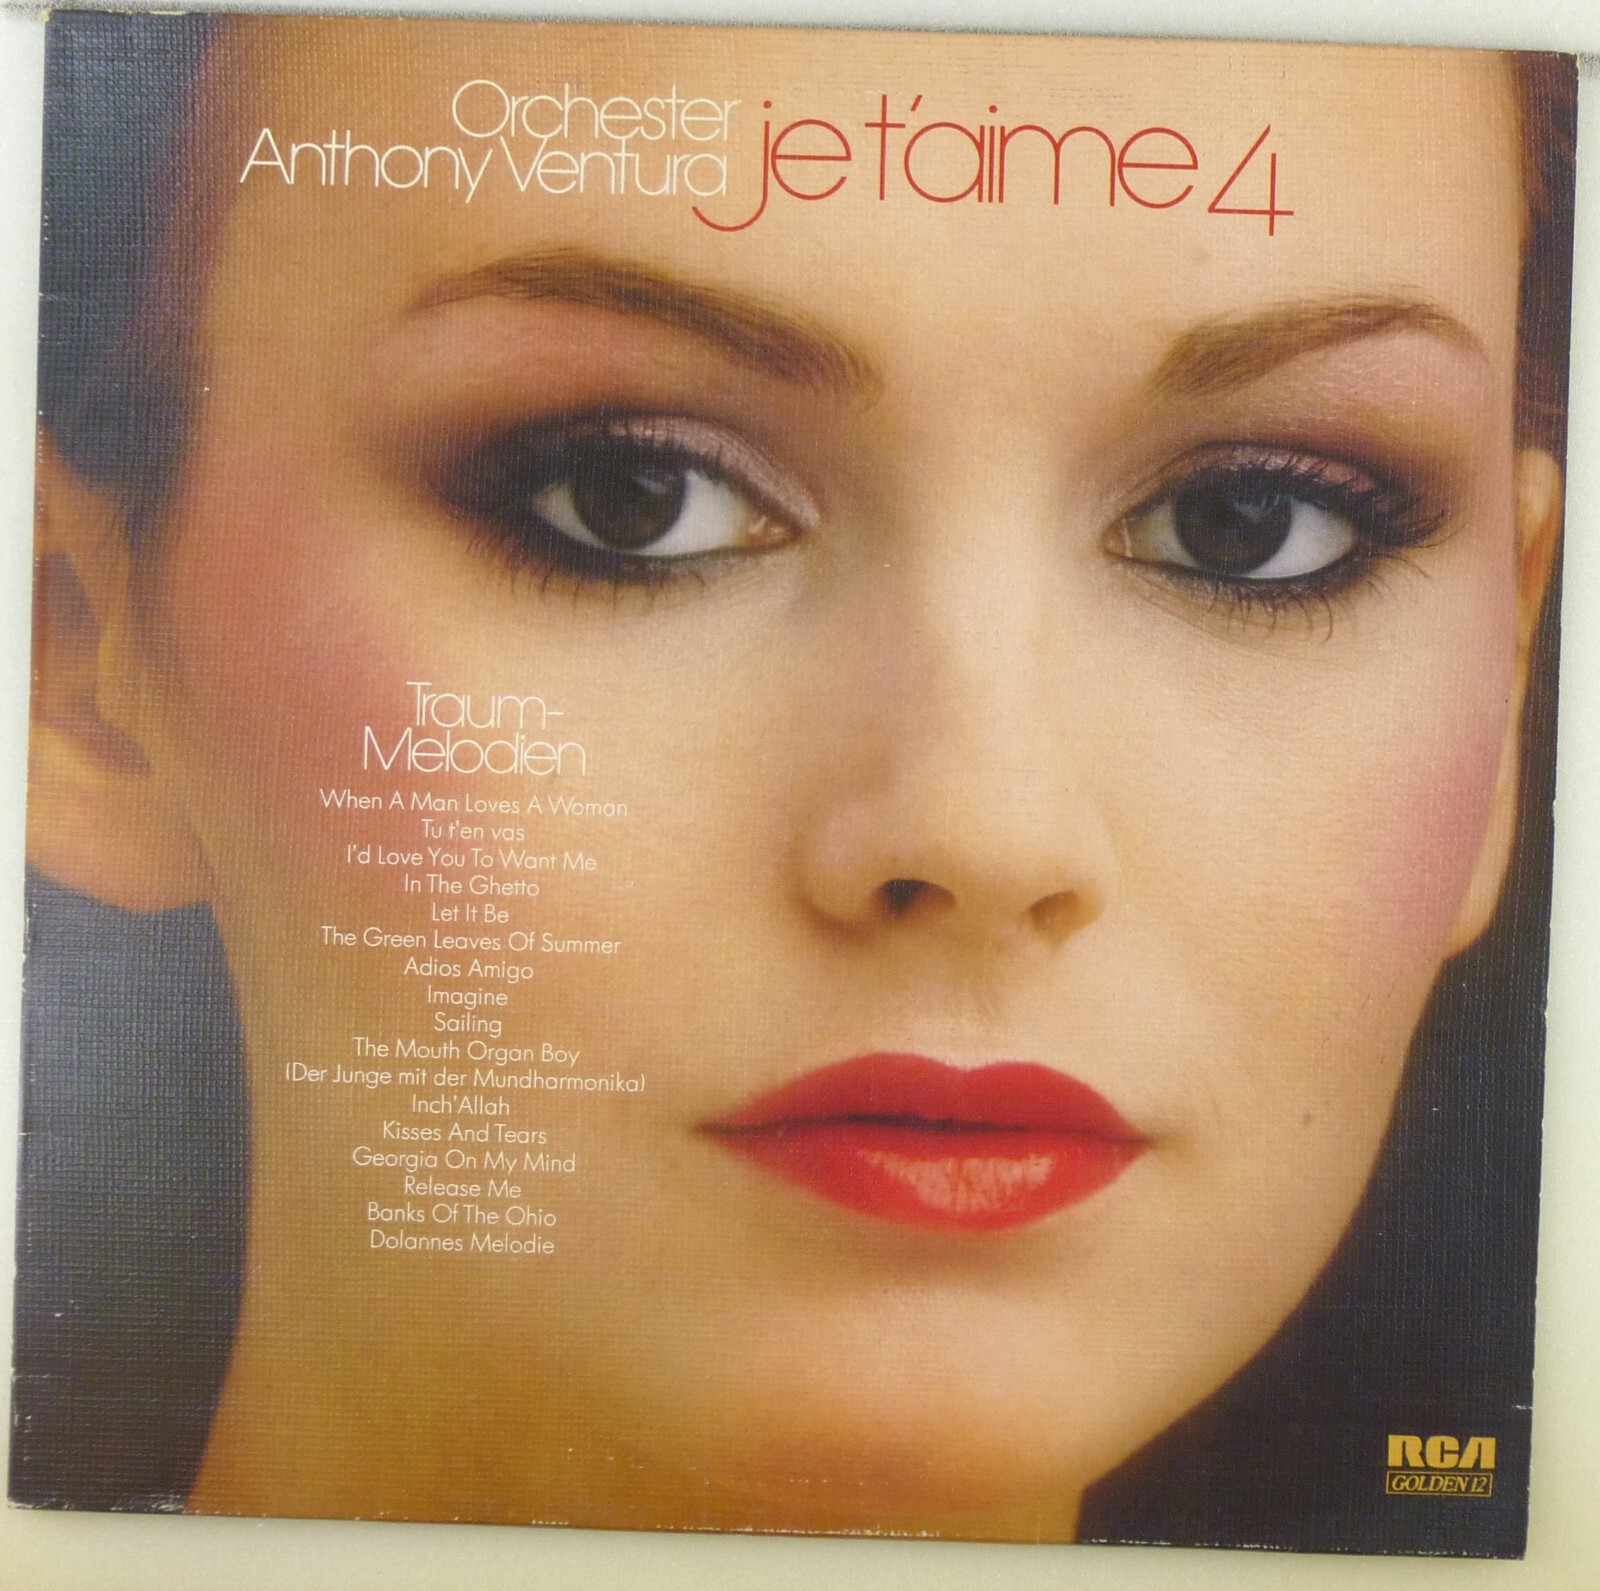 Orchester
Anthony Ventura je t'aime 4
Traum-
Melodien
When A Man Loves A Woman
Tu t'en vas
I'd Love You To Want Me
In The Ghetto
Let It Be
The Green Leaves Of Summer
Adios Amigo
Imagine
Sailing
The Mouth Organ Boy
(Der Junge mit der Mundharmonika)
Inch'Allah
Kisses And Tears
Georgia On My Mind
Release Me
Banks Of The Ohio
Dolannes Melodie
RCA
GOLDEN 12